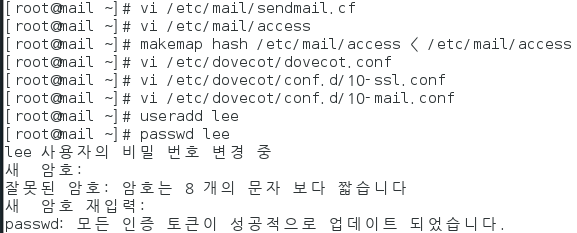 [root@mail ~]# vi /etc/mail/sendmail.cf
[root@mail ~]# vi /etc/mail/access
[root@mail ~]# makemap hash /etc/mail/access < /etc/mail/access
[root@mail ~]# vi /etc/dovecot/dovecot.conf
[root@mail ~]# vi /etc/dovecot/conf.d/10-ssl.conf
[root@mail ~]# vi /etc/dovecot/conf.d/10-mail.conf
[root@mail ~]# useradd lee
[root@mail ~]# passwd lee
lee 사용자의 비밀 번호 변경 중
새 암호:
잘못된 암호: 암호는 8 개의 문자 보다 짧습니다
새 암호 재입력:
passwd: 모든 인증 토큰이 성공적으로 업데이트 되었습니다.